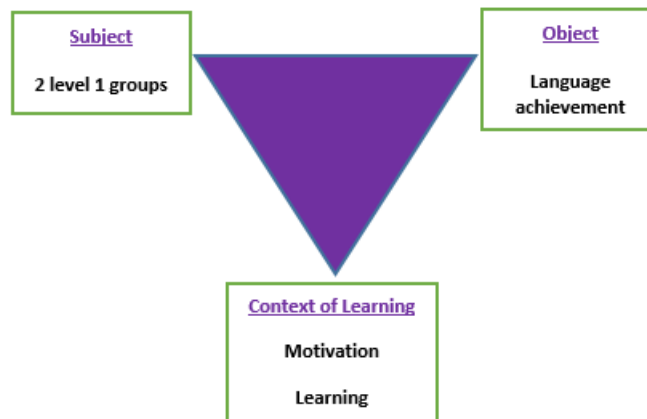 Subject
2 level 1 groups
Object
Language
achievement
Context of Learning
Motivation
Learning